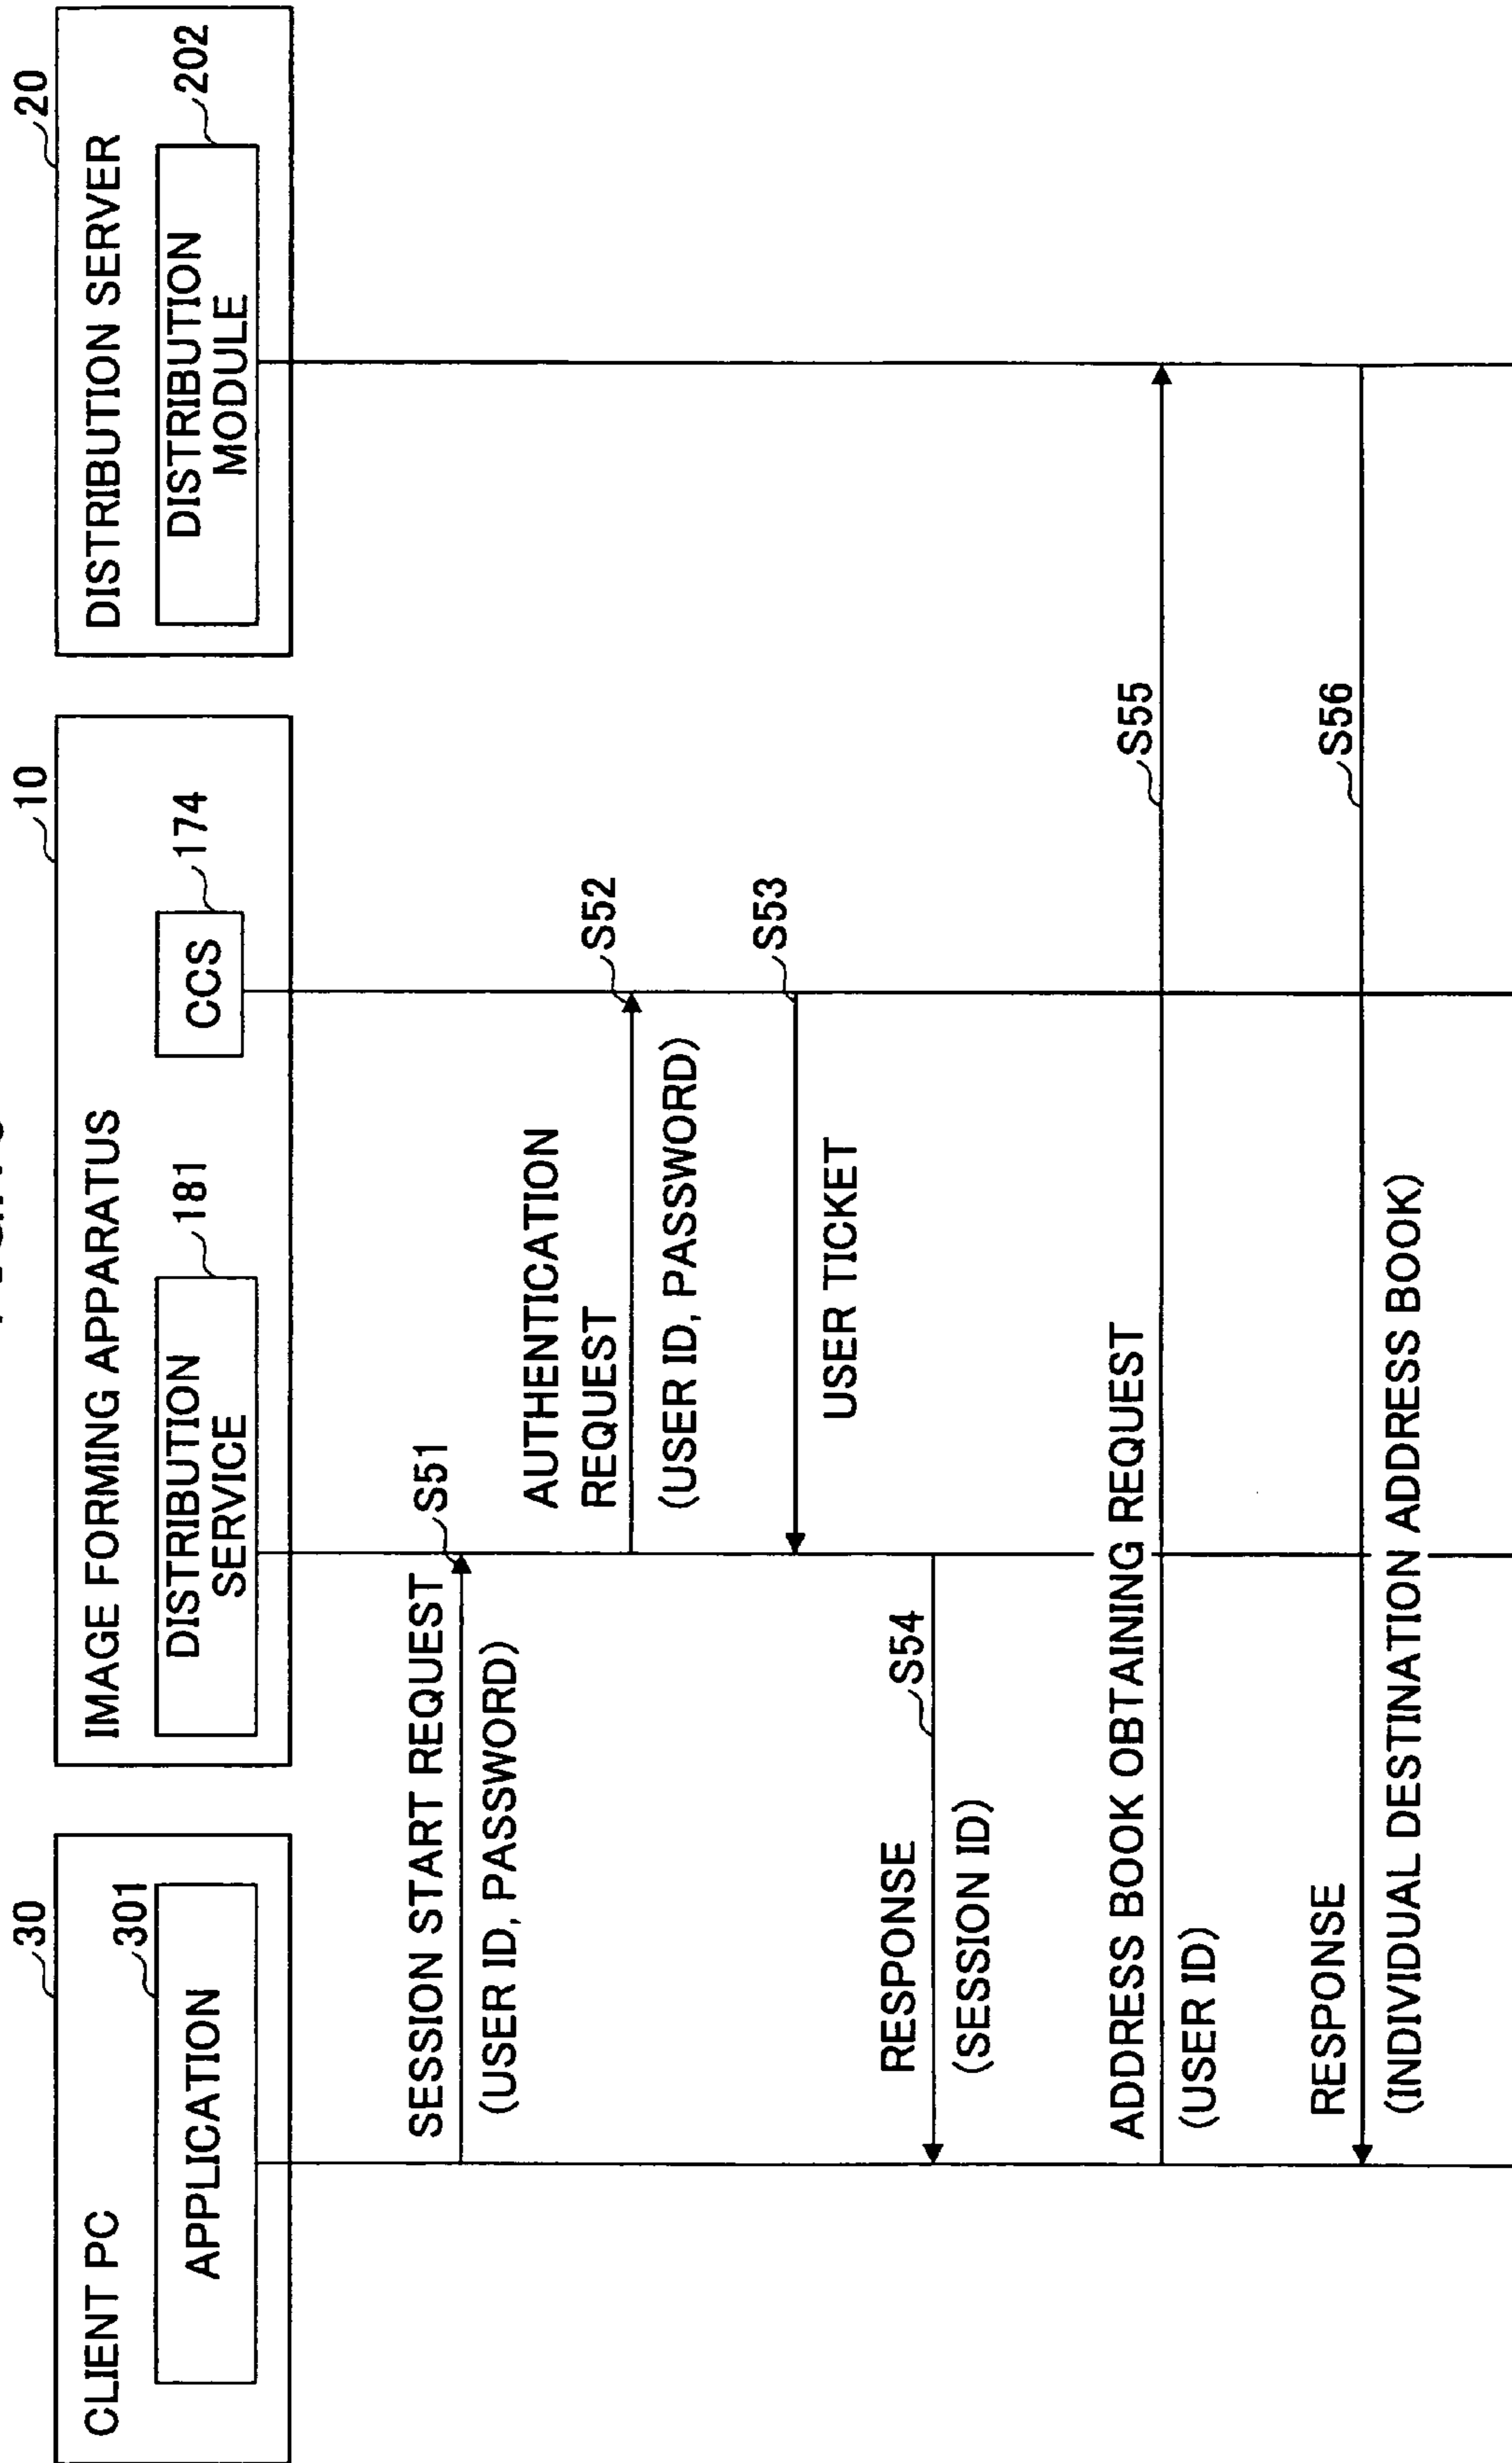 30
CLIENT PC
301
APPLICATION
10
IMAGE FORMING APPARATUS
181
DISTRIBUTION
SERVICE
174
CCS
20
DISTRIBUTION SERVER
202
DISTRIBUTION
MODULE
SESSION START REQUEST
S51
(USER ID, PASSWORD)
AUTHENTICATION
REQUEST
S52
(USER ID, PASSWORD)
S53
USER TICKET
RESPONSE
S54
(SESSION ID)
ADDRESS BOOK OBTAINING REQUEST
S55
(USER ID)
RESPONSE
S56
(INDIVIDUAL DESTINATION ADDRESS BOOK)